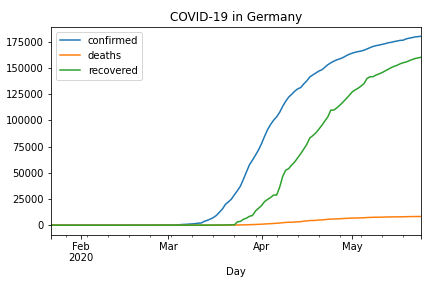 COVID-19 in Germany
confirmed
deaths
recovered
175000
150000
125000
100000
75000
50000
25000
0
Feb
2020
Mar
Apr
May
Day